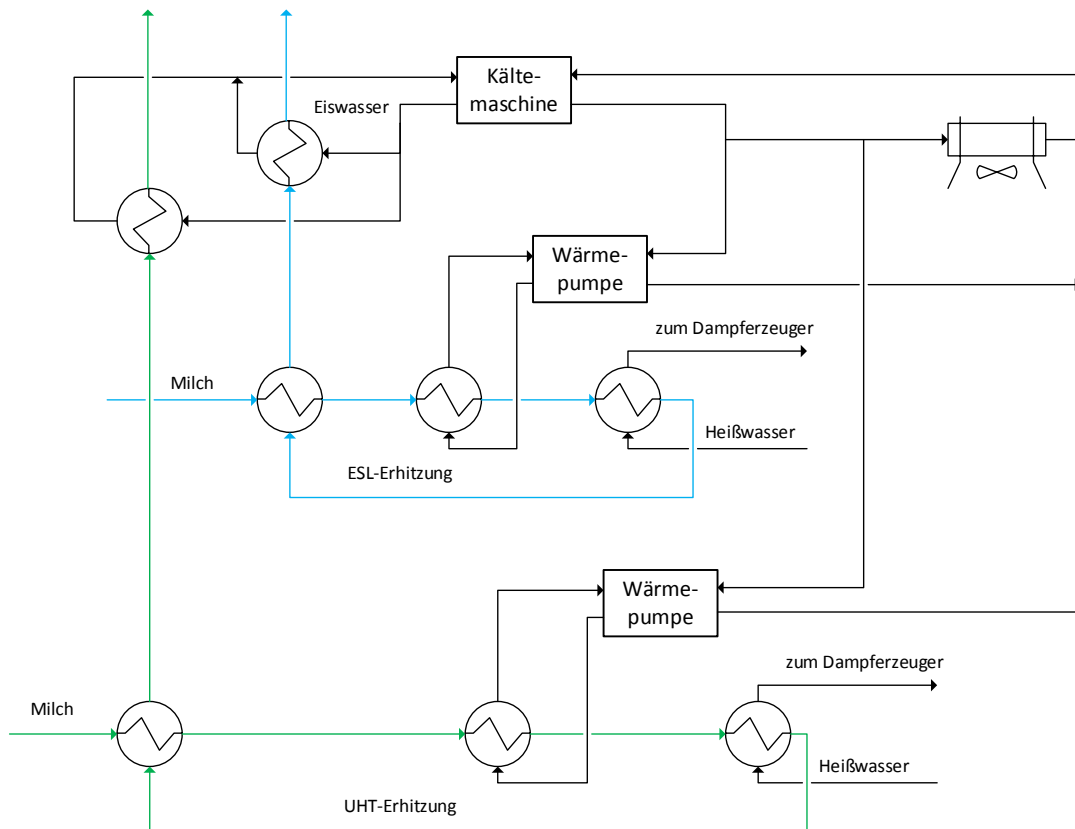 Kälte-
maschine
Eiswasser
Wärme-
pumpe
zum Dampferzeuger
Milch
Heißwasser
ESL-Erhitzung
Wärme-
pumpe
zum Dampferzeuger
Milch
Heißwasser
UHT-Erhitzung